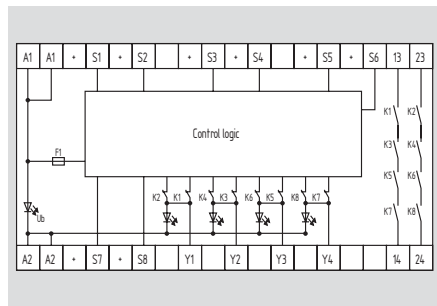 A1 A1 + S1 + S2 + S3 + S4 + S5 + S6 13 23
Control logic
K1 K2
F1
K3 K4
K5 K6
K2 K1 K4 K3 K6 K5 K8 K7
K7 K8
Ub
A2 A2 + S7 + S8 Y1 Y2 Y3 Y4 14 24